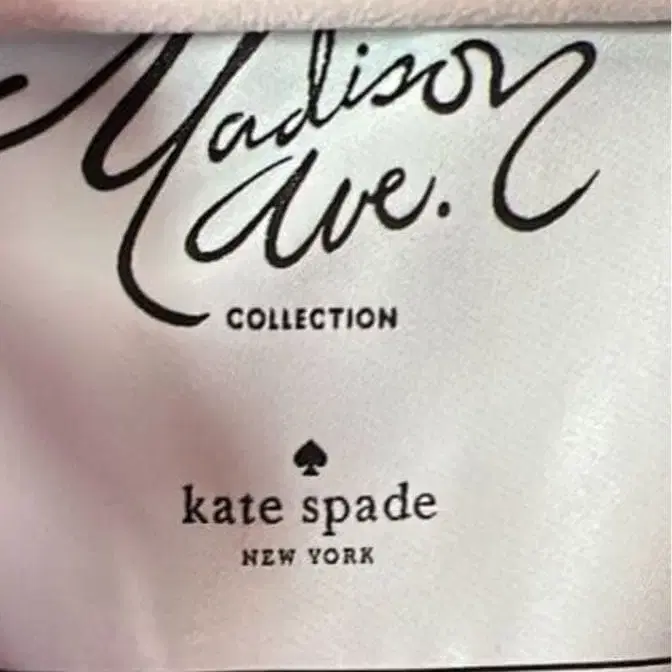 Madison
Ave.
COLLECTION
kate spade
NEW YORK